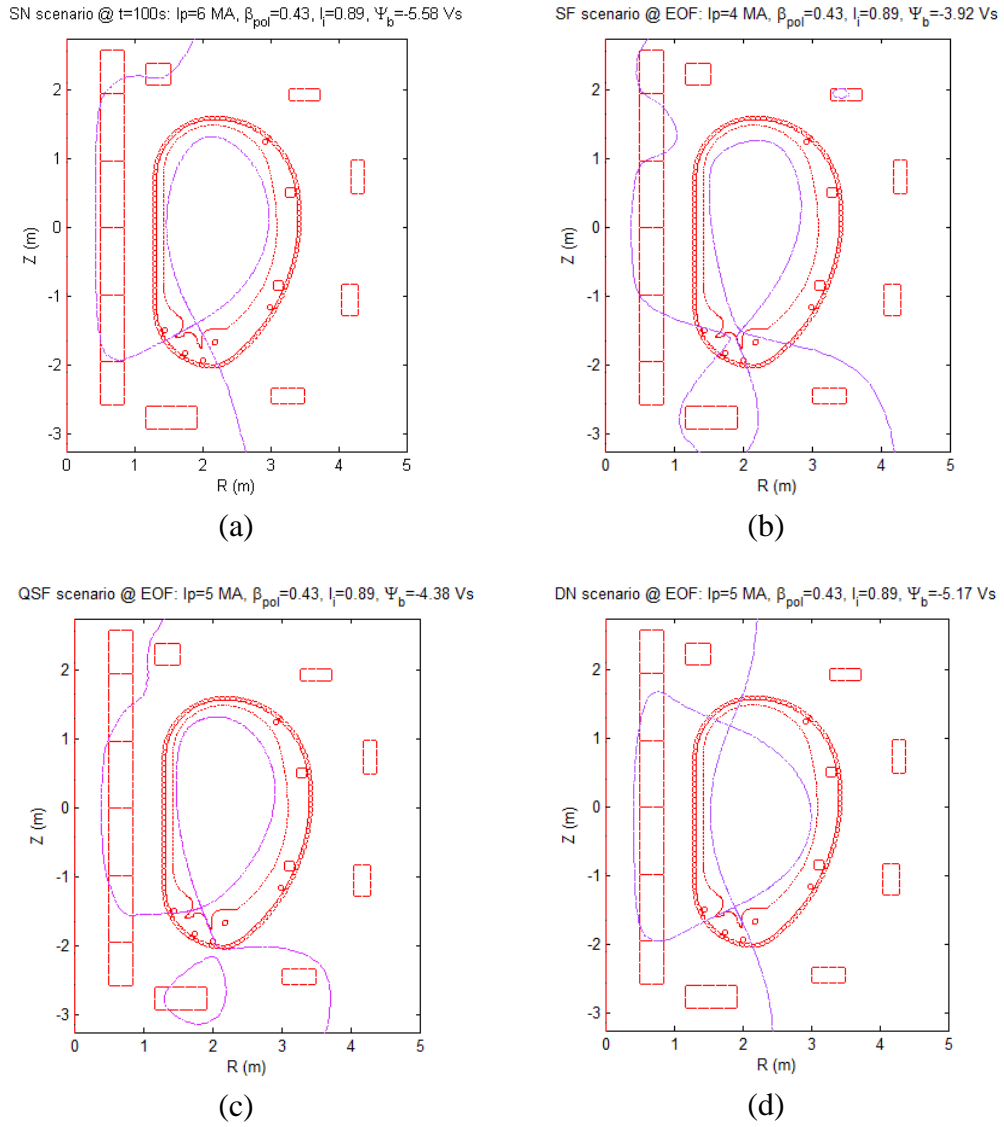 SN scenario @ t=100s: Ip=6 MA, βpol=0.43, li=0.89, Ψb=-5.58 Vs
2
1
0
-1
-2
-3
Z (m)
0 1 2 3 4 5
R (m)
(a)
SF scenario @ EOF: Ip=4 MA, βpol=0.43, li=0.89, Ψb=-3.92 Vs
2
1
0
-1
-2
-3
Z (m)
0 1 2 3 4 5
R (m)
(b)
QSF scenario @ EOF: Ip=5 MA, βpol=0.43, li=0.89, Ψb=-4.38 Vs
2
1
0
-1
-2
-3
Z (m)
0 1 2 3 4 5
R (m)
(c)
DN scenario @ EOF: Ip=5 MA, βpol=0.43, li=0.89, Ψb=-5.17 Vs
2
1
0
-1
-2
-3
Z (m)
0 1 2 3 4 5
R (m)
(d)